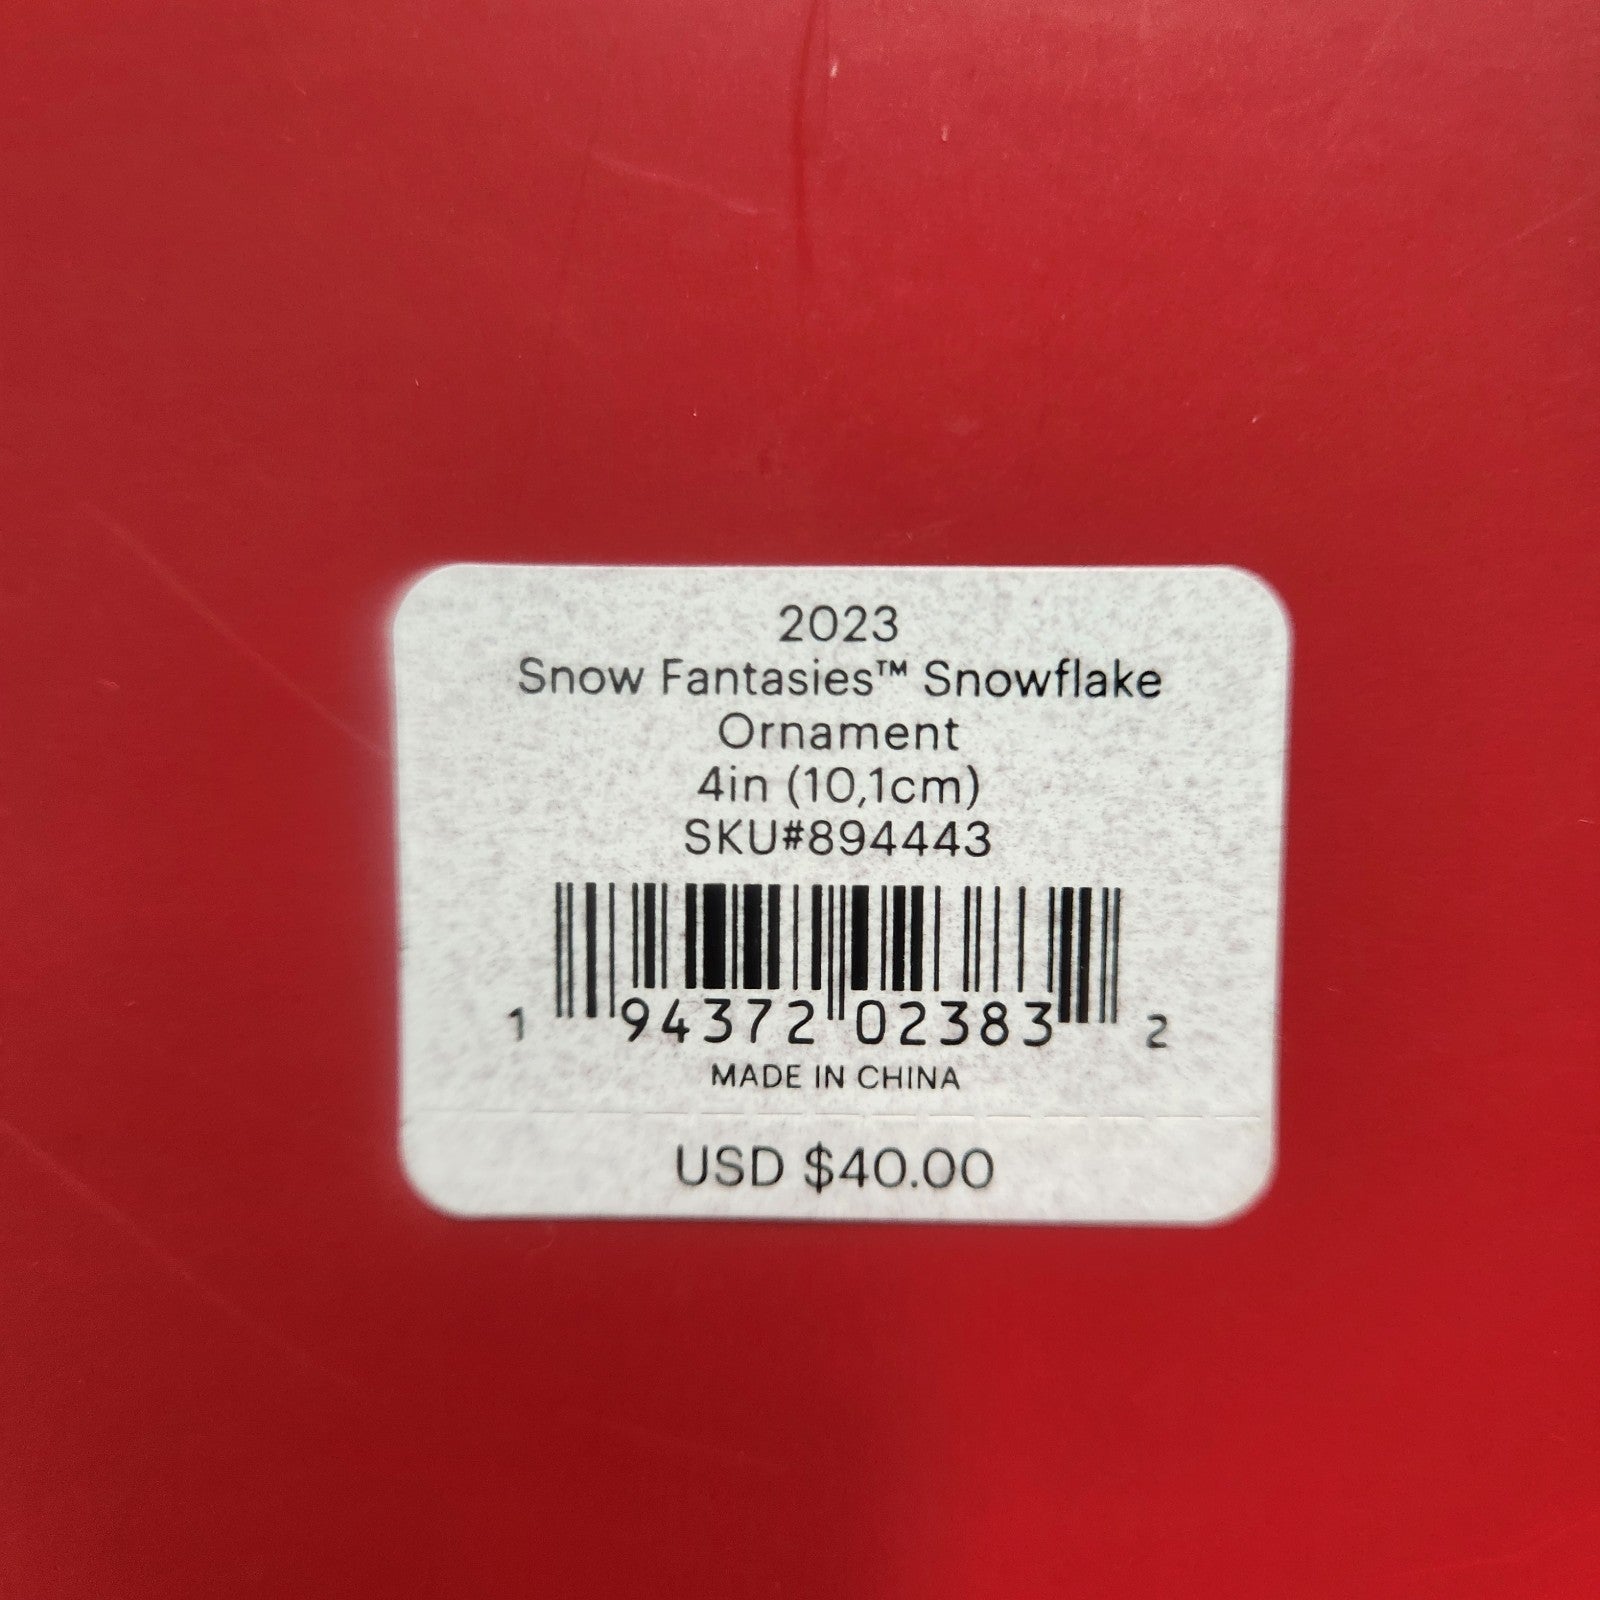 2023
Snow Fantasies™ Snowflake
Ornament
4in (10,1cm)
SKU#894443
1 94372 02383 2
MADE IN CHINA
USD $40.00